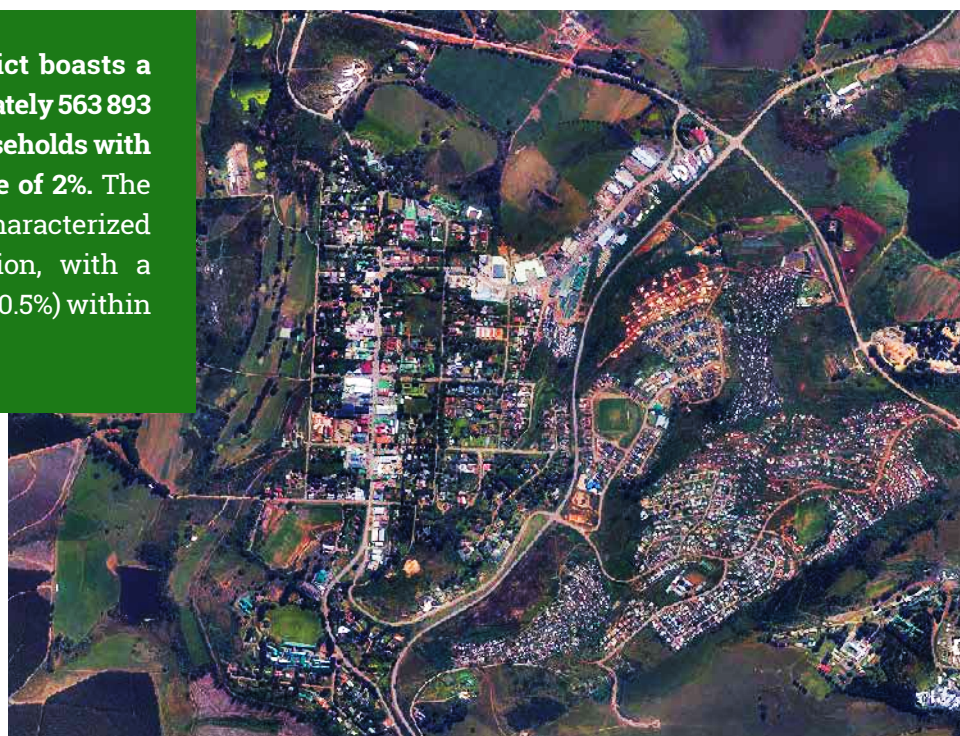 ict boasts a
ately 563 893
seholds with
e of 2%. The
haracterized
ion, with a
0.5%) within